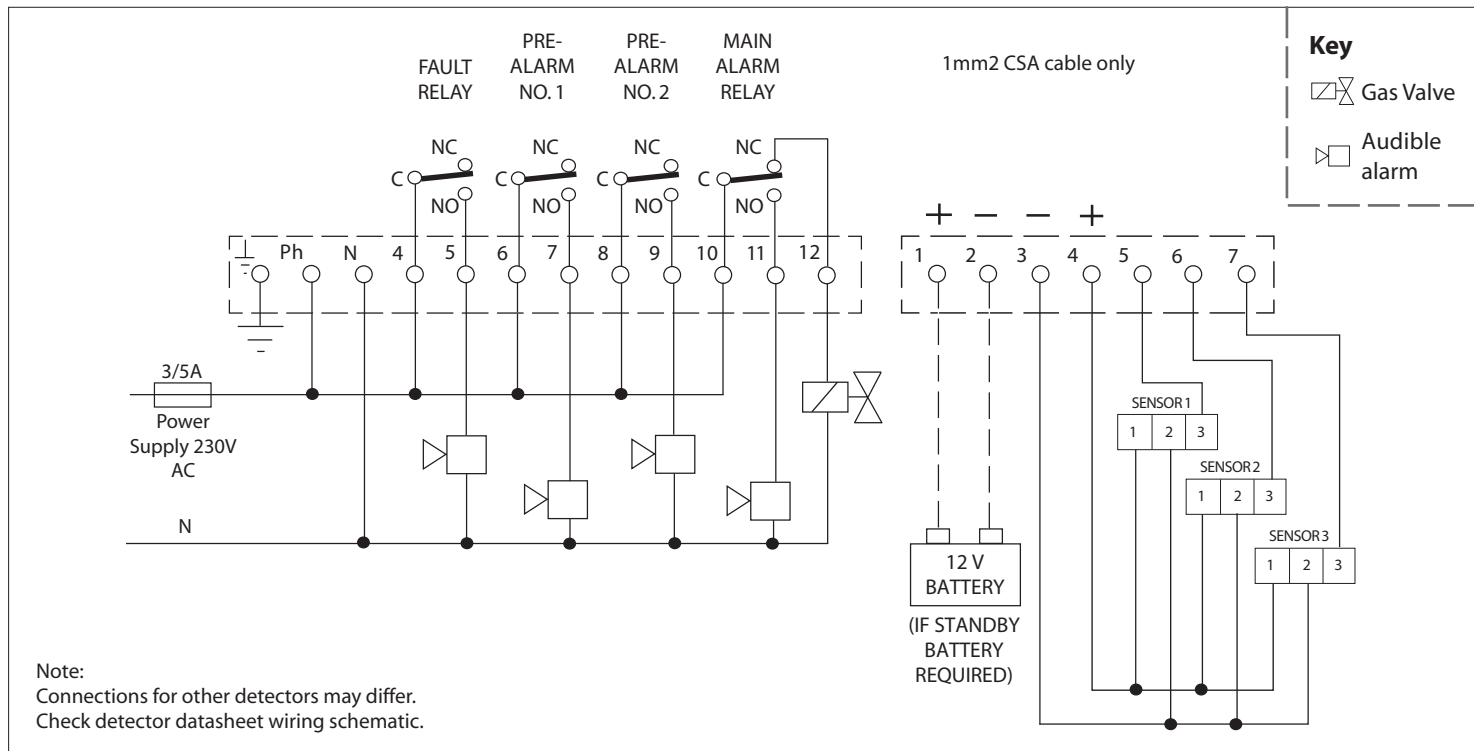 FAULT
RELAY
PRE-
ALARM
NO. 1
PRE-
ALARM
NO. 2
MAIN
ALARM
RELAY
1mm2 CSA cable only
Key
Gas Valve
Audible
alarm
NC
NC
NC
NC
C
C
C
C
NO
NO
NO
NO
+ − − +
Ph N 4 5 6 7 8 9 10 11 12
1 2 3 4 5 6 7
3/5A
Power
Supply 230V
AC
N
SENSOR 1
1 2 3
SENSOR 2
1 2 3
SENSOR 3
1 2 3
12 V
BATTERY
(IF STANDBY
BATTERY
REQUIRED)
Note:
Connections for other detectors may differ.
Check detector datasheet wiring schematic.